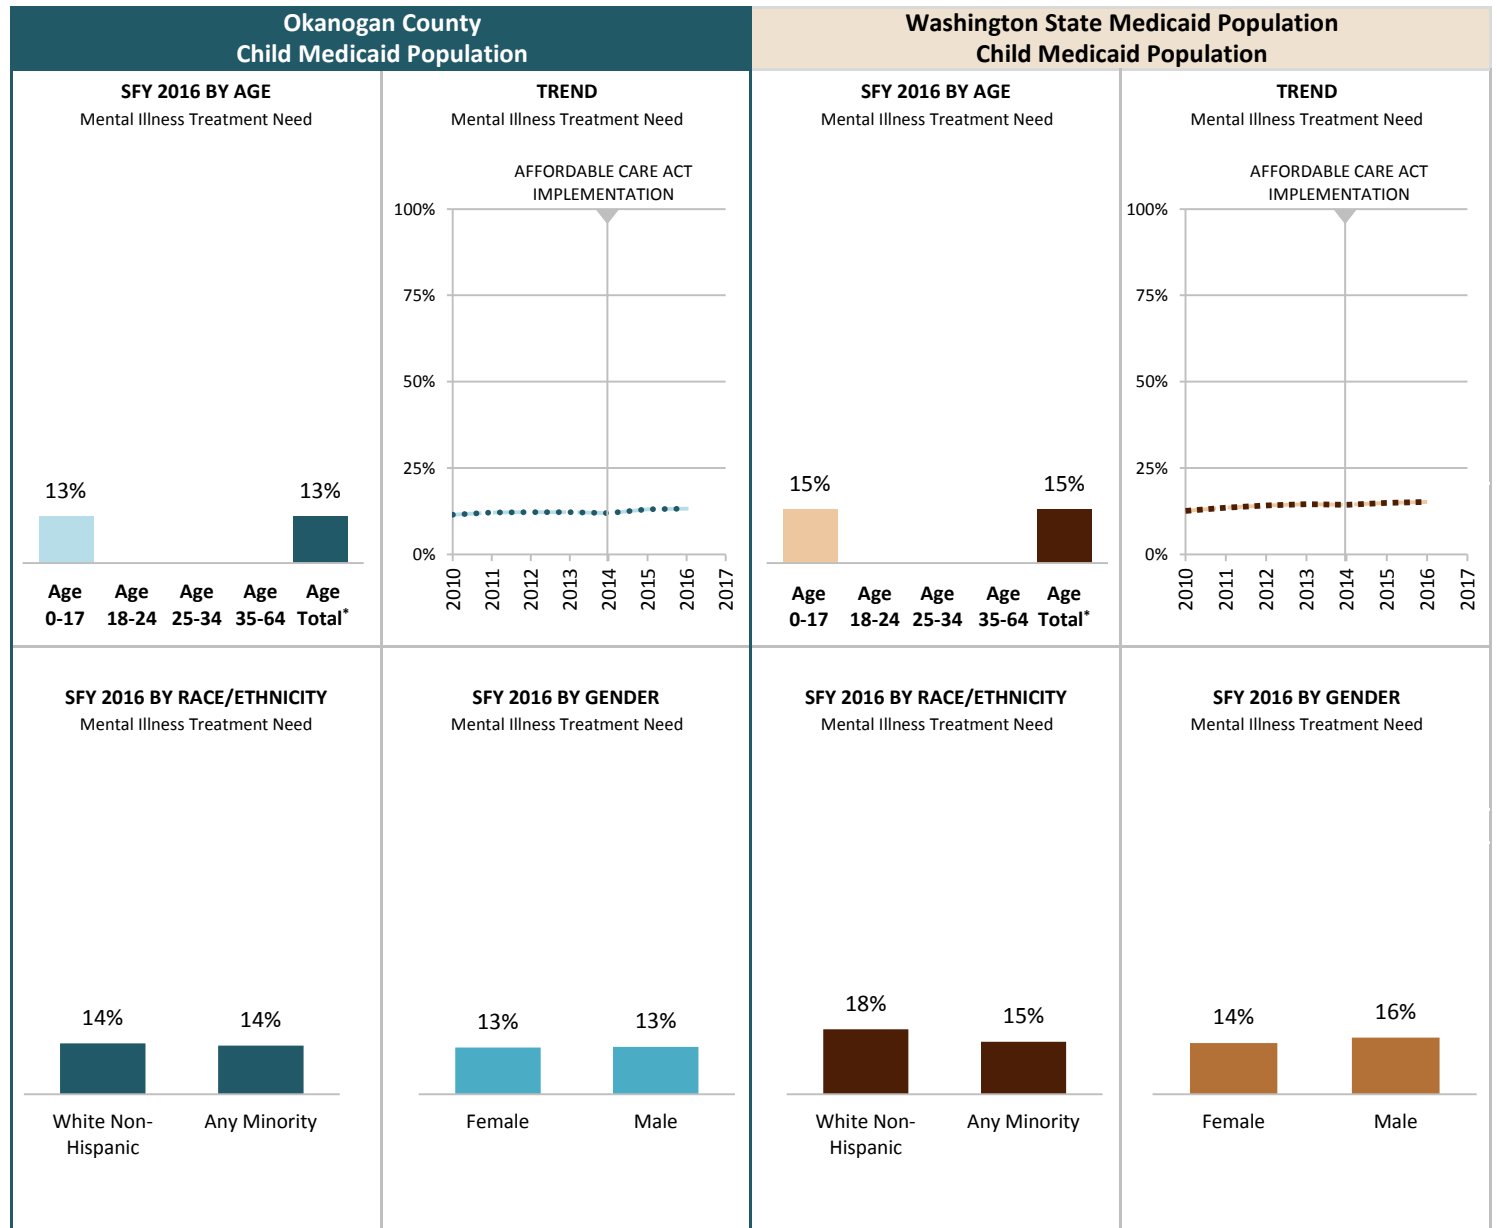 Okanogan County
Child Medicaid Population
Washington State Medicaid Population
Child Medicaid Population
SFY 2016 BY AGE
Mental Illness Treatment Need
13%
13%
Age 0-17
Age 18-24
Age 25-34
Age 35-64
Age Total*
TREND
Mental Illness Treatment Need
AFFORDABLE CARE ACT
IMPLEMENTATION
100%
75%
50%
25%
0%
2010
2011
2012
2013
2014
2015
2016
2017
SFY 2016 BY AGE
Mental Illness Treatment Need
15%
15%
Age 0-17
Age 18-24
Age 25-34
Age 35-64
Age Total*
TREND
Mental Illness Treatment Need
AFFORDABLE CARE ACT
IMPLEMENTATION
100%
75%
50%
25%
0%
2010
2011
2012
2013
2014
2015
2016
2017
SFY 2016 BY RACE/ETHNICITY
Mental Illness Treatment Need
14%
14%
White Non-
Hispanic
Any Minority
SFY 2016 BY GENDER
Mental Illness Treatment Need
13%
13%
Female
Male
SFY 2016 BY RACE/ETHNICITY
Mental Illness Treatment Need
18%
15%
White Non-
Hispanic
Any Minority
SFY 2016 BY GENDER
Mental Illness Treatment Need
14%
16%
Female
Male